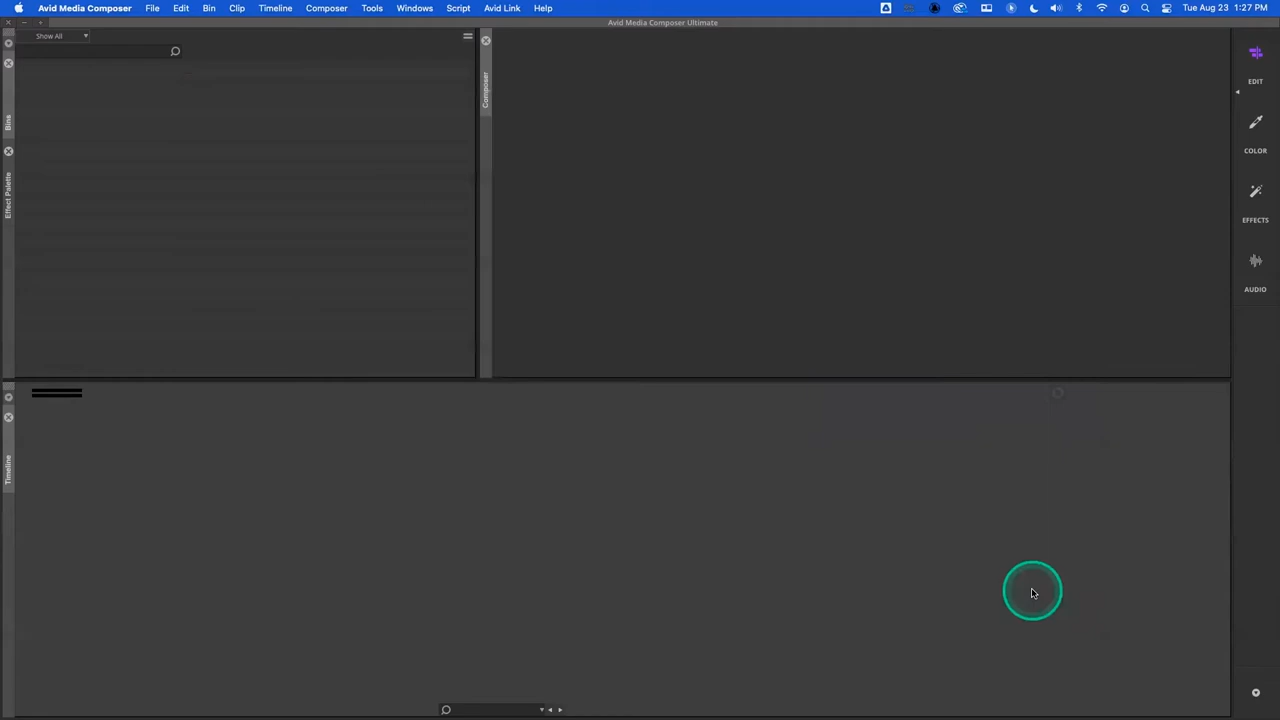 Avid Media Composer File Edit Bin Clip Timeline Composer Tools Windows Script Avid Link Help Tue Aug 23 1:27 PM
Avid Media Composer Ultimate
Show All
Bins
Effect Palette
Composer
EDIT
COLOR
EFFECTS
AUDIO
Timeline